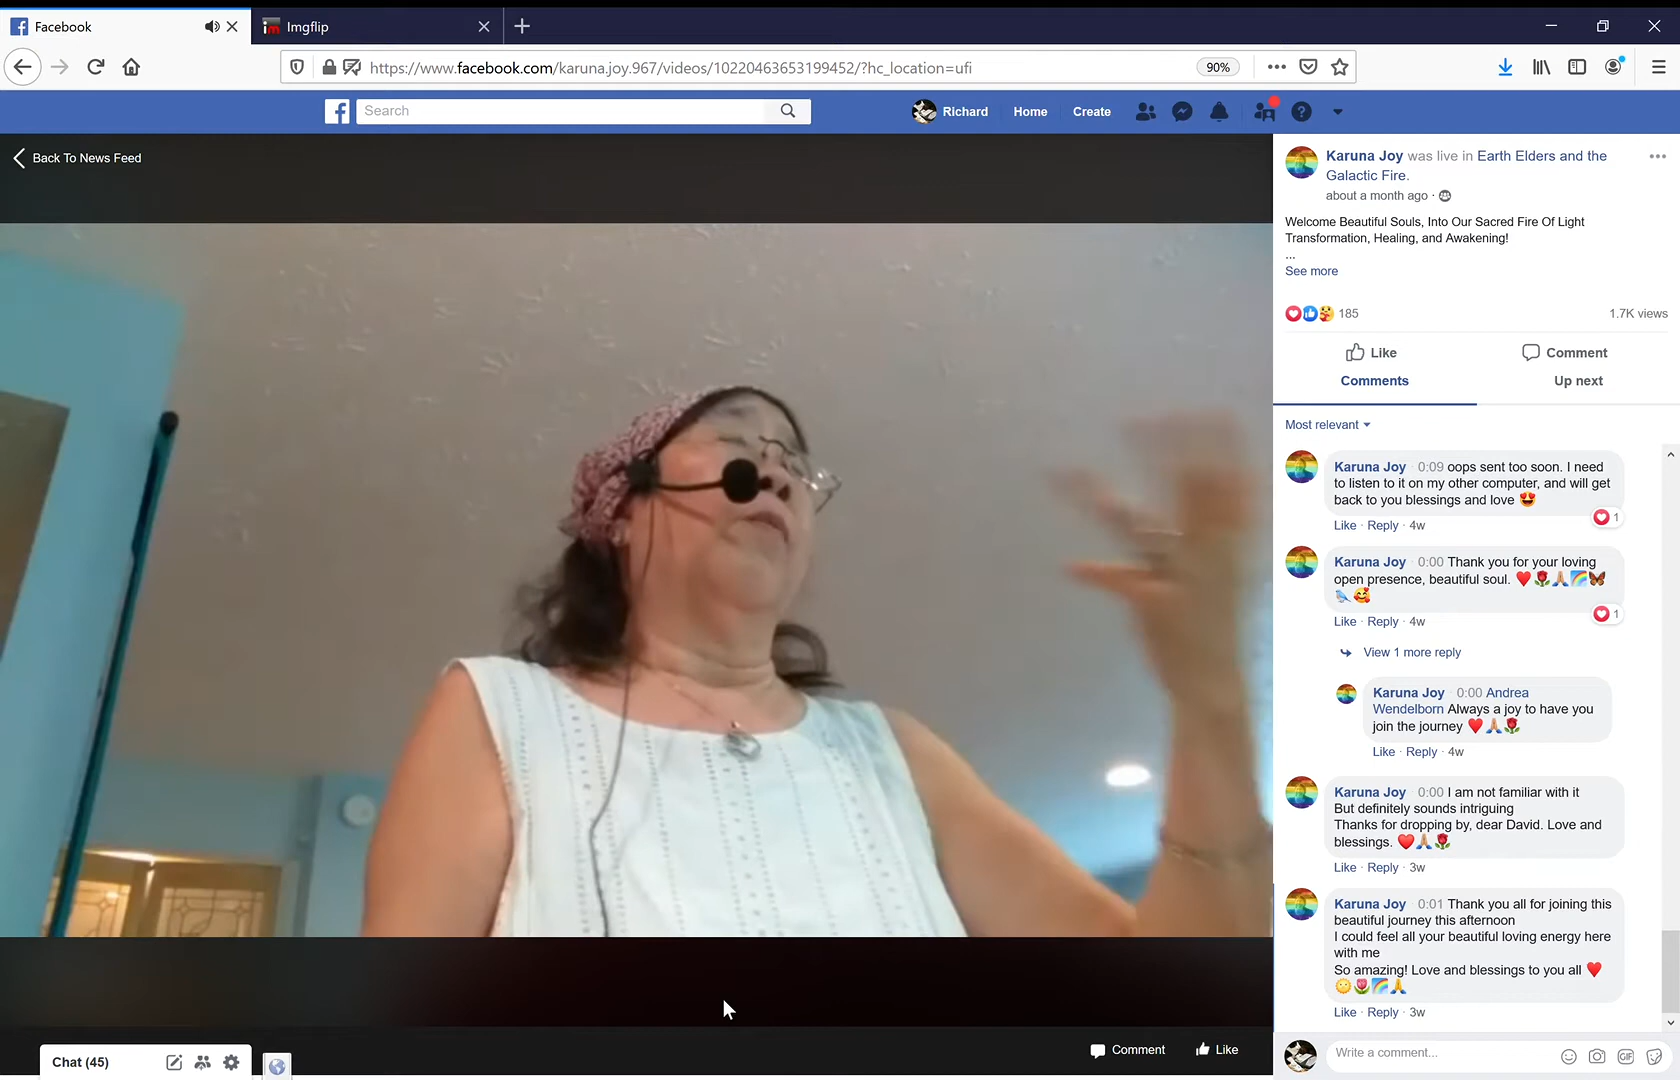 Facebook
Imgflip
https://www.facebook.com/karuna.joy.967/videos/10220463653199452/?hc_location=ufi
90%
Search
Richard
Home
Create
Back To News Feed
Karuna Joy was live in Earth Elders and the
Galactic Fire.
about a month ago ·
Welcome Beautiful Souls, Into Our Sacred Fire Of Light
Transformation, Healing, and Awakening!
...
See more
185
1.7K views
Like
Comment
Comments
Up next
Most relevant
Karuna Joy · 0:09 oops sent too soon. I need
to listen to it on my other computer, and will get
back to you blessings and love 😍
1
Like · Reply · 4w
Karuna Joy · 0:00 Thank you for your loving
open presence, beautiful soul. ❤️🌹🙏🌈🦋
🐦🥰
1
Like · Reply · 4w
View 1 more reply
Karuna Joy · 0:00 Andrea
Wendelborn Always a joy to have you
join the journey ❤️🙏🌹
Like · Reply · 4w
Karuna Joy · 0:00 I am not familiar with it
But definitely sounds intriguing
Thanks for dropping by, dear David. Love and
blessings. ❤️🙏🌹
Like · Reply · 3w
Karuna Joy · 0:01 Thank you all for joining this
beautiful journey this afternoon
I could feel all your beautiful loving energy here
with me
So amazing! Love and blessings to you all ❤️
🌞🌷🌈🙏
Like · Reply · 3w
Write a comment...
GIF
Comment
Like
Chat (45)